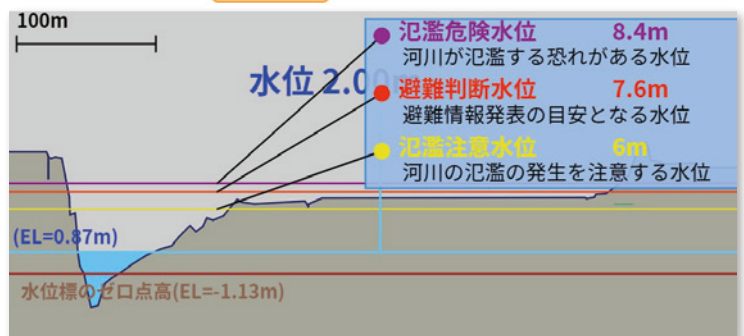 100m
氾濫危険水位 8.4m
河川が氾濫する恐れがある水位
水位 2.00m
避難判断水位 7.6m
避難情報発表の目安となる水位
氾濫注意水位 6m
河川の氾濫の発生を注意する水位
(EL=0.87m)
水位標のゼロ点高(EL=-1.13m)